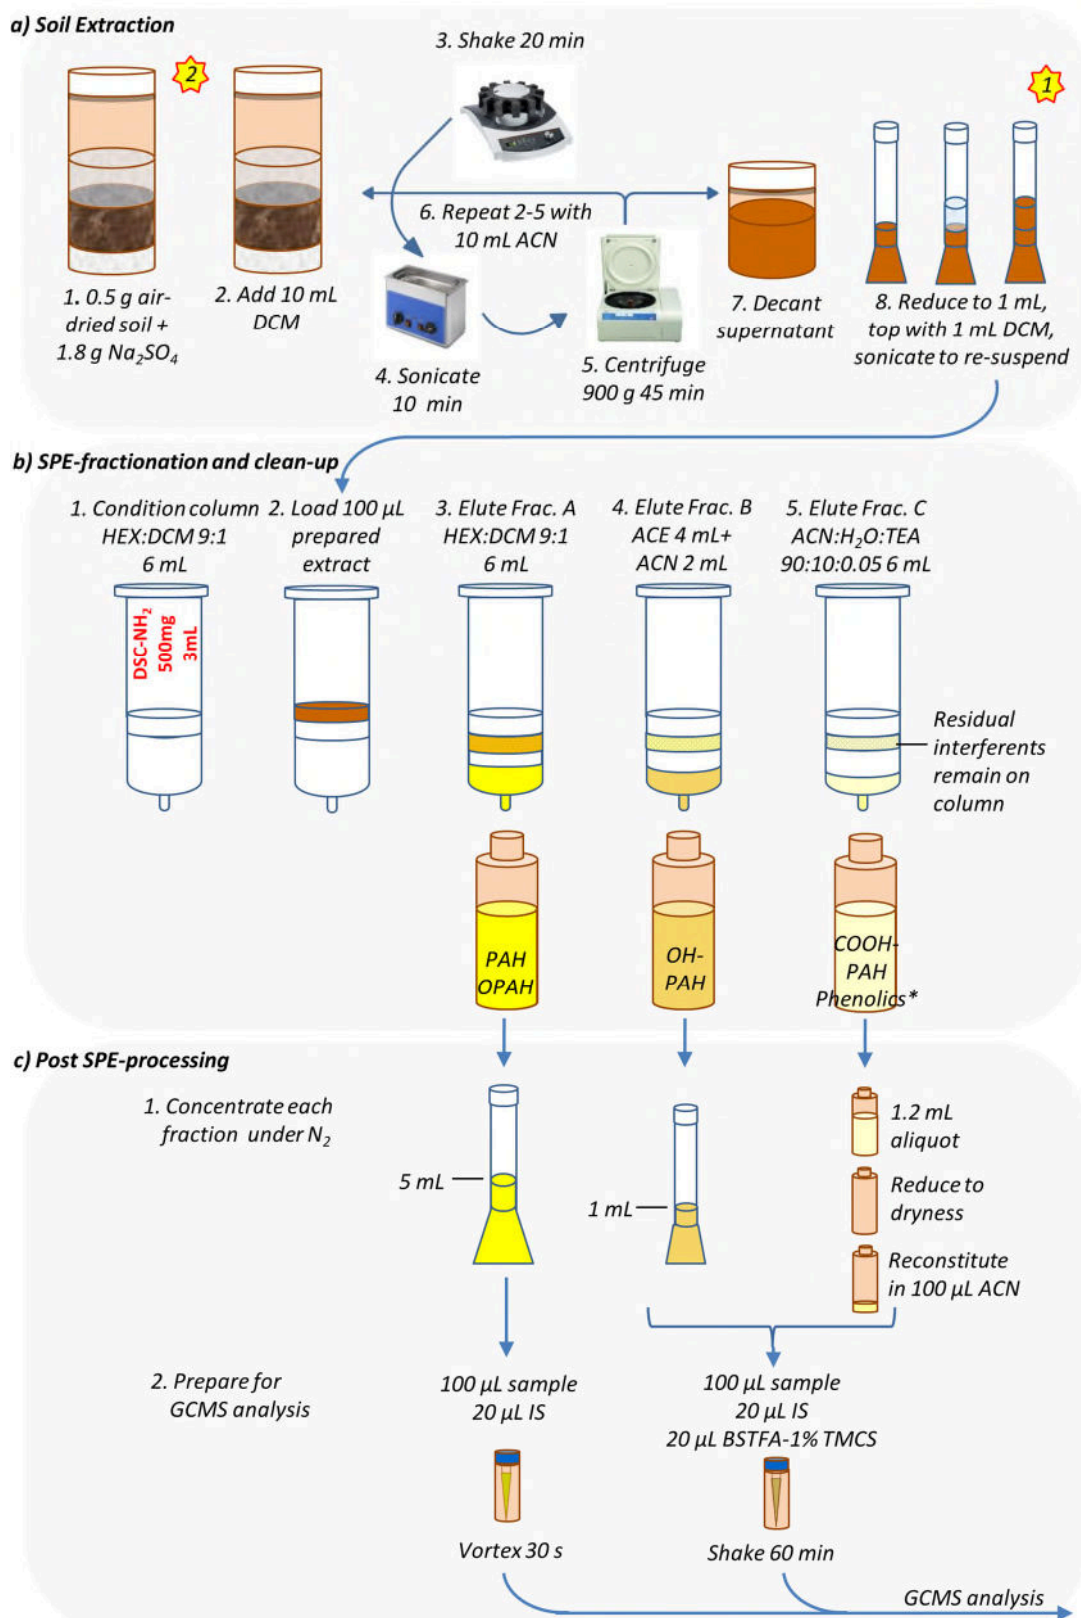 a) Soil Extraction
2
1. 0.5 g air-
dried soil +
1.8 g Na₂SO₄
2. Add 10 mL
DCM
3. Shake 20 min
4. Sonicate
10 min
5. Centrifuge
900 g 45 min
6. Repeat 2-5 with
10 mL ACN
7. Decant
supernatant
1
8. Reduce to 1 mL,
top with 1 mL DCM,
sonicate to re-suspend
b) SPE-fractionation and clean-up
1. Condition column
HEX:DCM 9:1
6 mL
2. Load 100 µL
prepared
extract
3. Elute Frac. A
HEX:DCM 9:1
6 mL
4. Elute Frac. B
ACE 4 mL+
ACN 2 mL
5. Elute Frac. C
ACN:H₂O:TEA
90:10:0.05 6 mL
DSC-NH₂
500mg
3mL
Residual
interferents
remain on
column
PAH
OPAH
OH-
PAH
COOH-
PAH
Phenolics*
c) Post SPE-processing
1. Concentrate each
fraction under N₂
5 mL
1 mL
1.2 mL
aliquot
Reduce to
dryness
Reconstitute
in 100 µL ACN
2. Prepare for
GCMS analysis
100 µL sample
20 µL IS
100 µL sample
20 µL IS
20 µL BSTFA-1% TMCS
Vortex 30 s
Shake 60 min
GCMS analysis